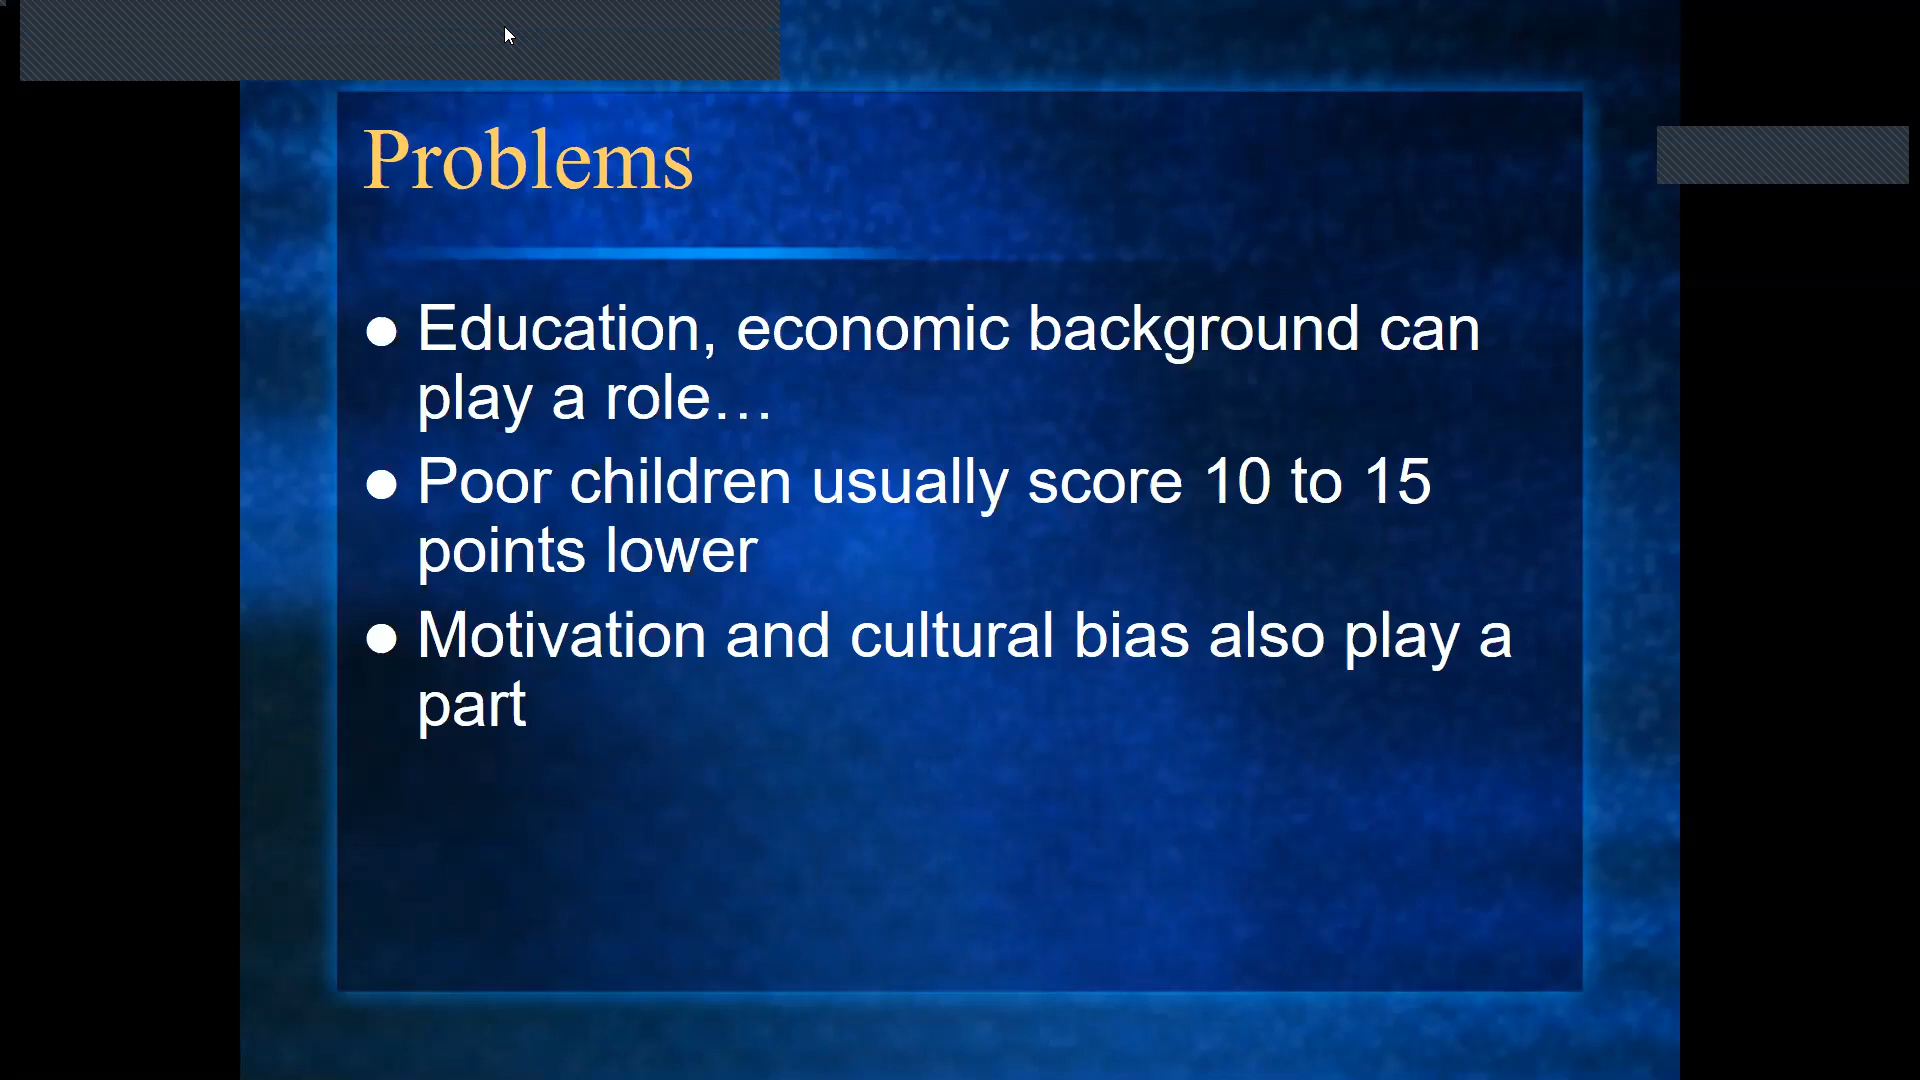 Problems
● Education, economic background can
play a role…
● Poor children usually score 10 to 15
points lower
● Motivation and cultural bias also play a
part